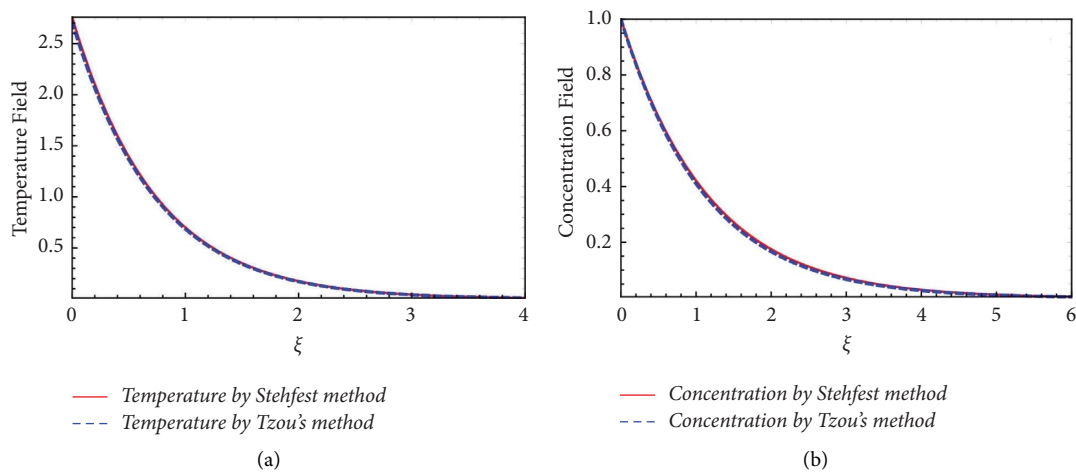 2.5
2.0
1.5
1.0
0.5
Temperature Field
0
1
2
3
4
ξ
Temperature by Stehfest method
Temperature by Tzou's method
(a)
1.0
0.8
0.6
0.4
0.2
Concentration Field
0
1
2
3
4
5
6
ξ
Concentration by Stehfest method
Concentration by Tzou's method
(b)